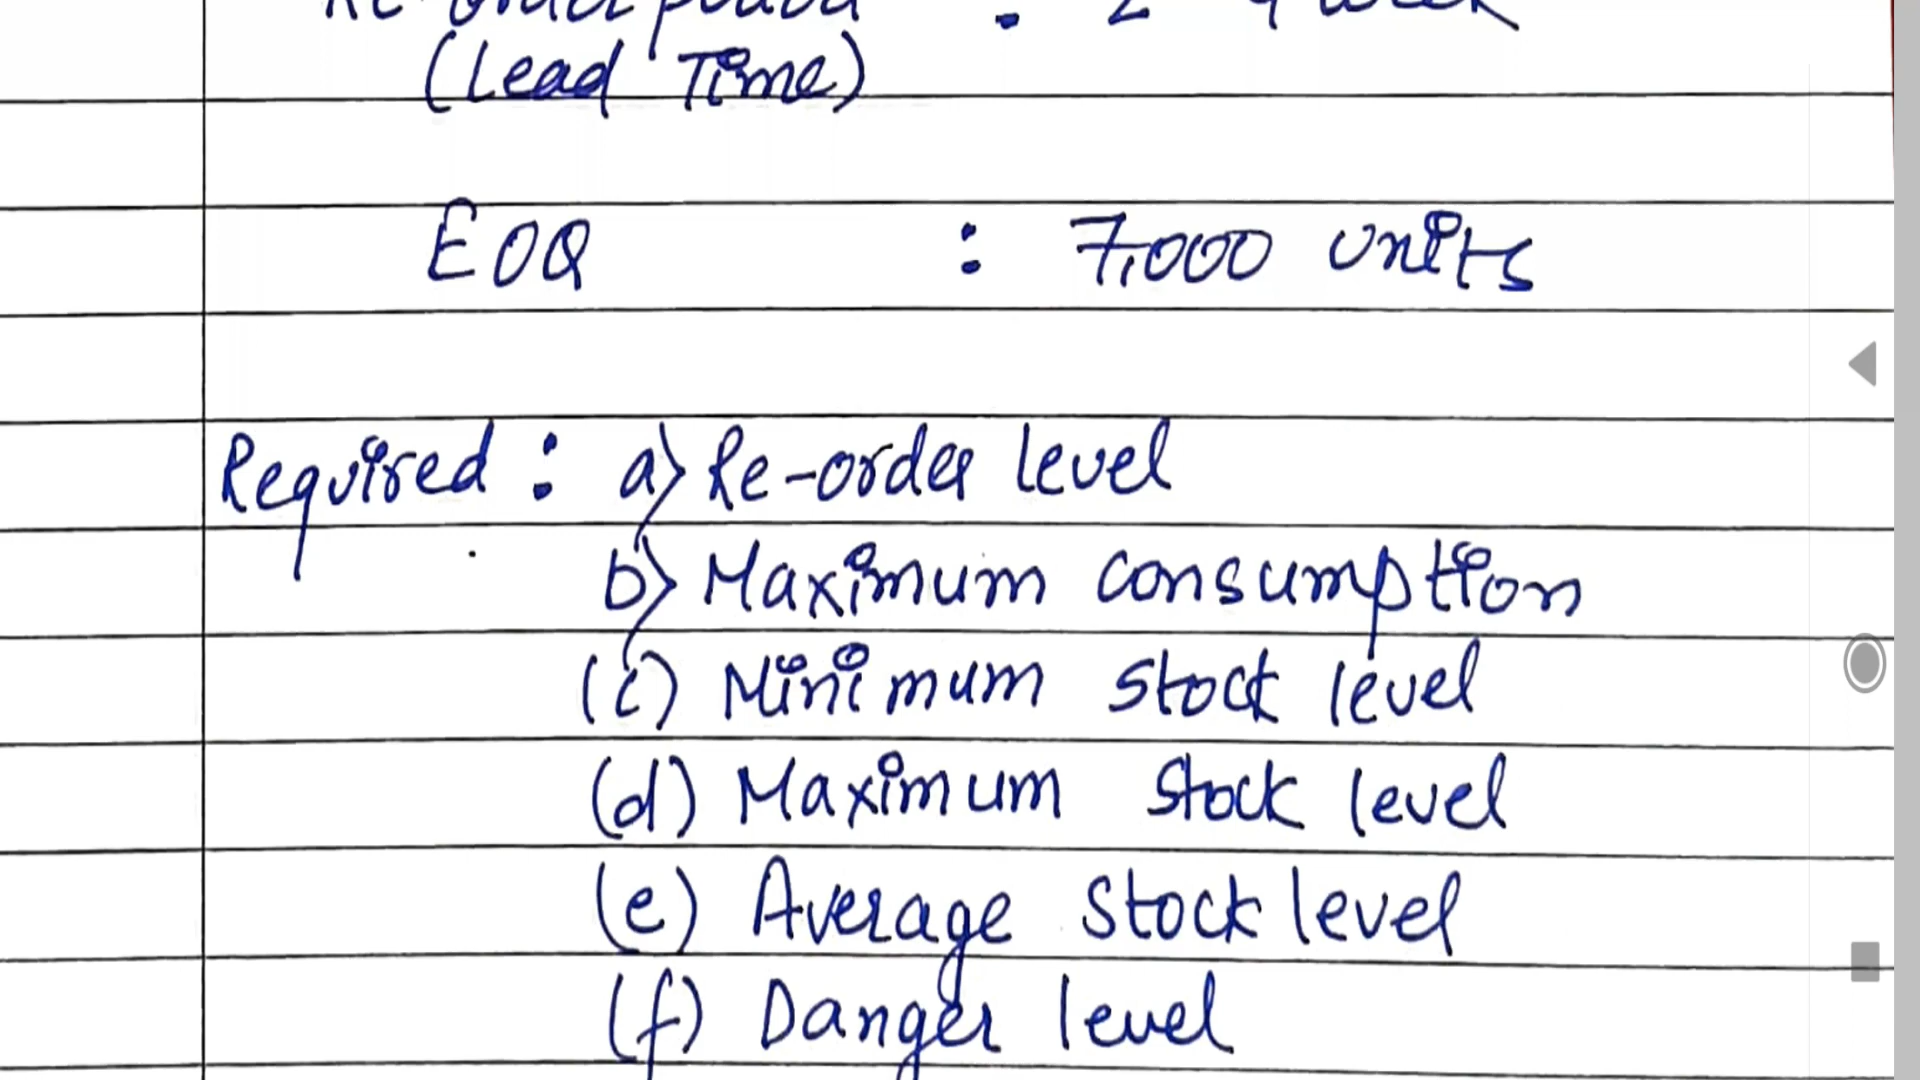 (Lead Time)
EOQ : 7,000 units
Required : a) Re-order level
b) Maximum consumption
(c) Minimum stock level
(d) Maximum stock level
(e) Average stock level
(f) Danger level